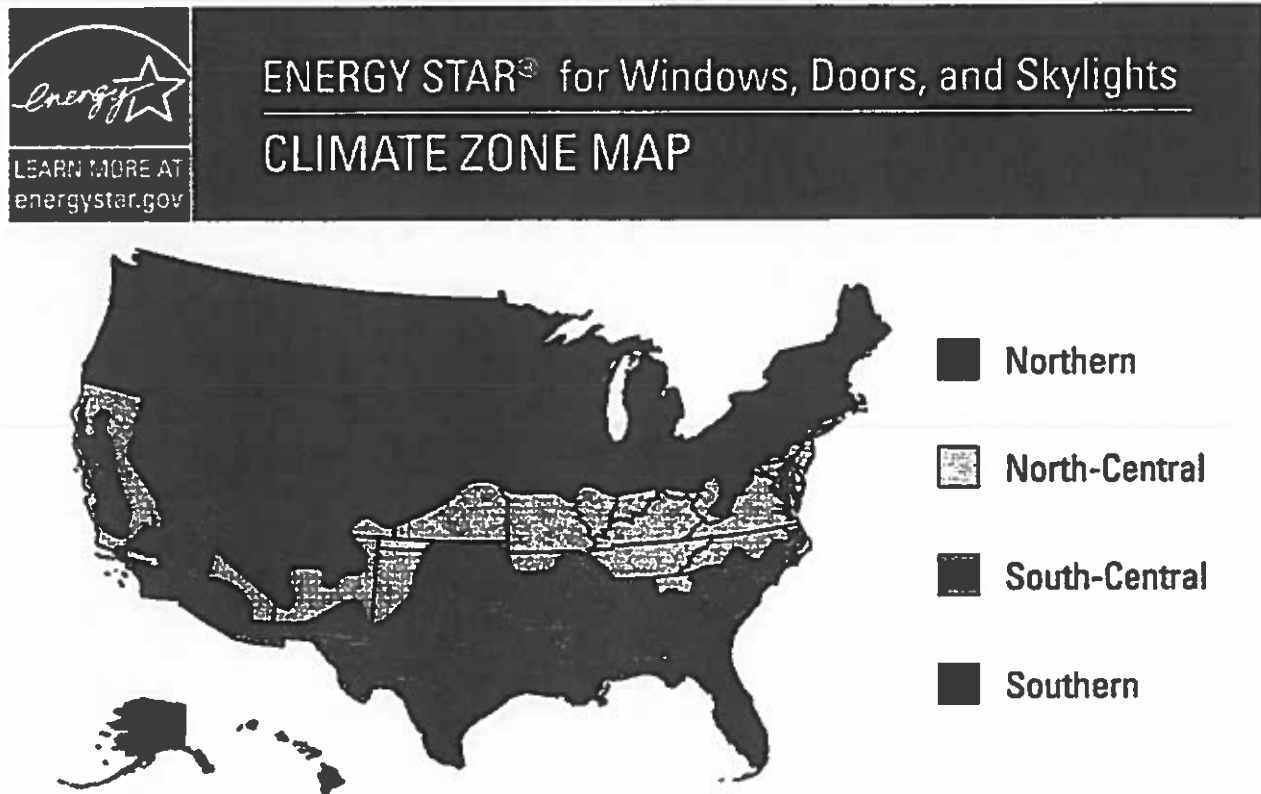 energy
LEARN MORE AT
energystar.gov
ENERGY STAR® for Windows, Doors, and Skylights
CLIMATE ZONE MAP
Northern
North-Central
South-Central
Southern